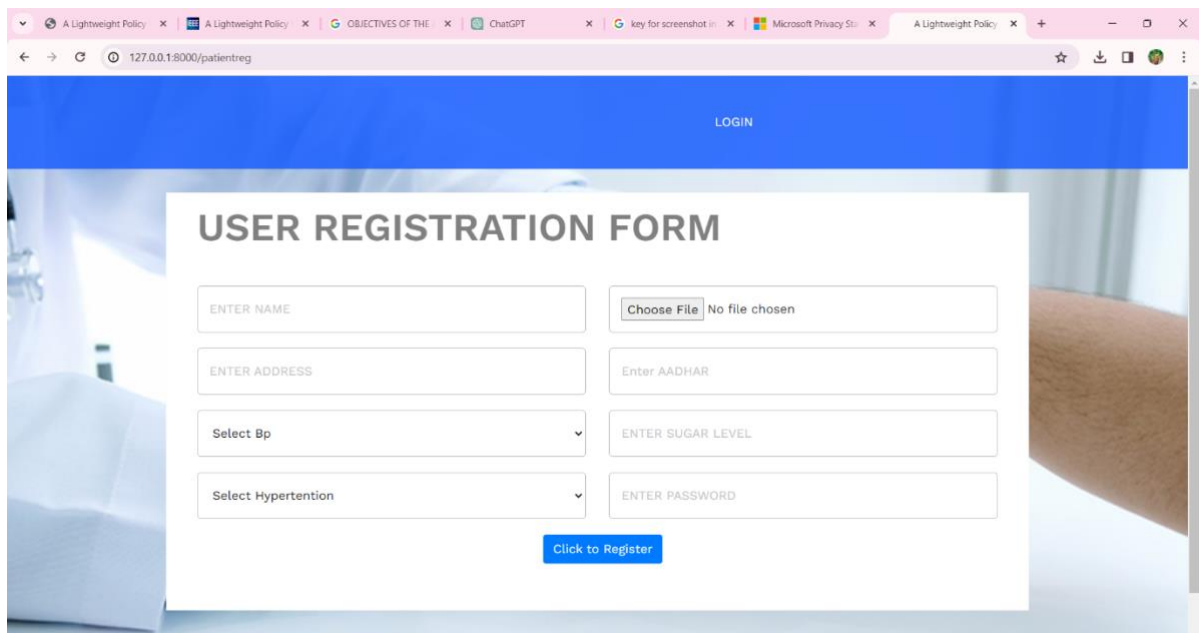 A Lightweight Policy
A Lightweight Policy
OBJECTIVES OF THE
ChatGPT
key for screenshot in
Microsoft Privacy Sta
A Lightweight Policy
127.0.0.1:8000/patientreg
LOGIN
USER REGISTRATION FORM
ENTER NAME
Choose File No file chosen
ENTER ADDRESS
Enter AADHAR
Select Bp
ENTER SUGAR LEVEL
Select Hypertention
ENTER PASSWORD
Click to Register